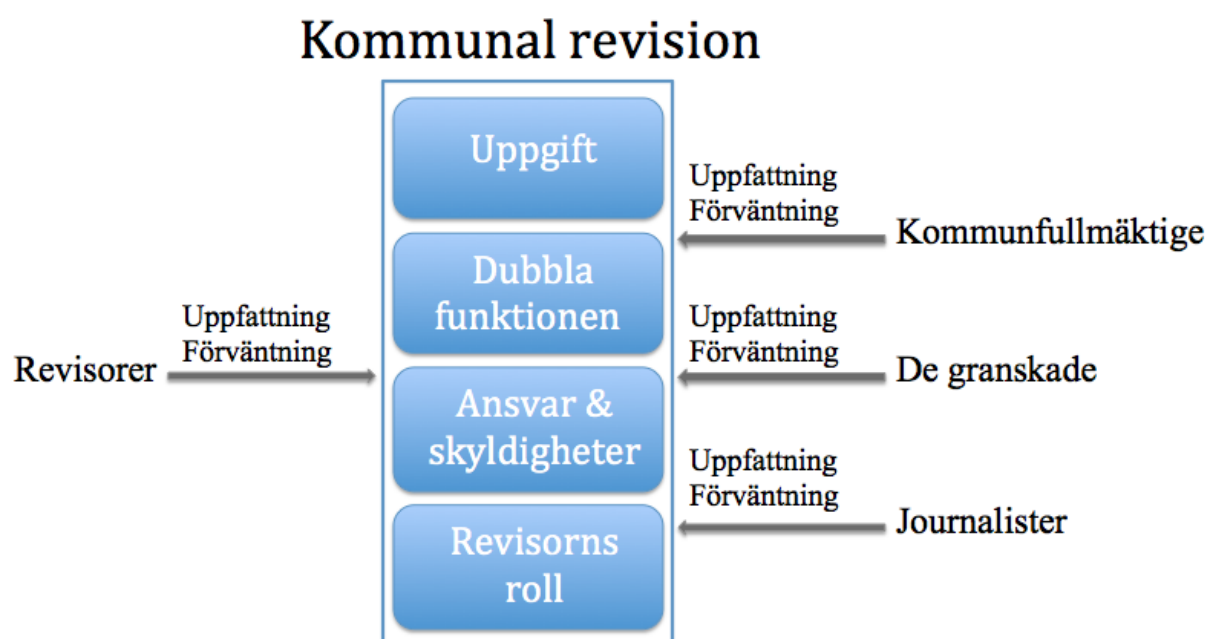 Kommunal revision
Uppgift
Uppfattning
Förväntning
Kommunfullmäktige
Dubbla
funktionen
Uppfattning
Förväntning
Revisorer
Uppfattning
Förväntning
De granskade
Ansvar &
skyldigheter
Uppfattning
Förväntning
Journalister
Revisorns
roll